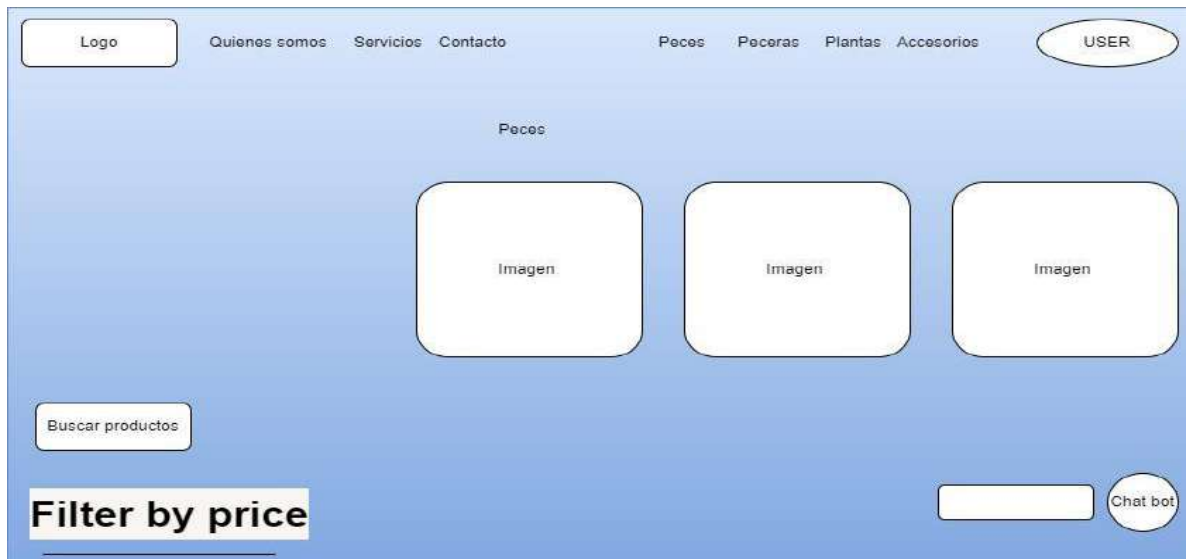 Logo Quienes somos Servicios Contacto Peces Peceras Plantas Accesorios USER
Peces
Imagen Imagen Imagen
Buscar productos
Filter by price
Chat bot